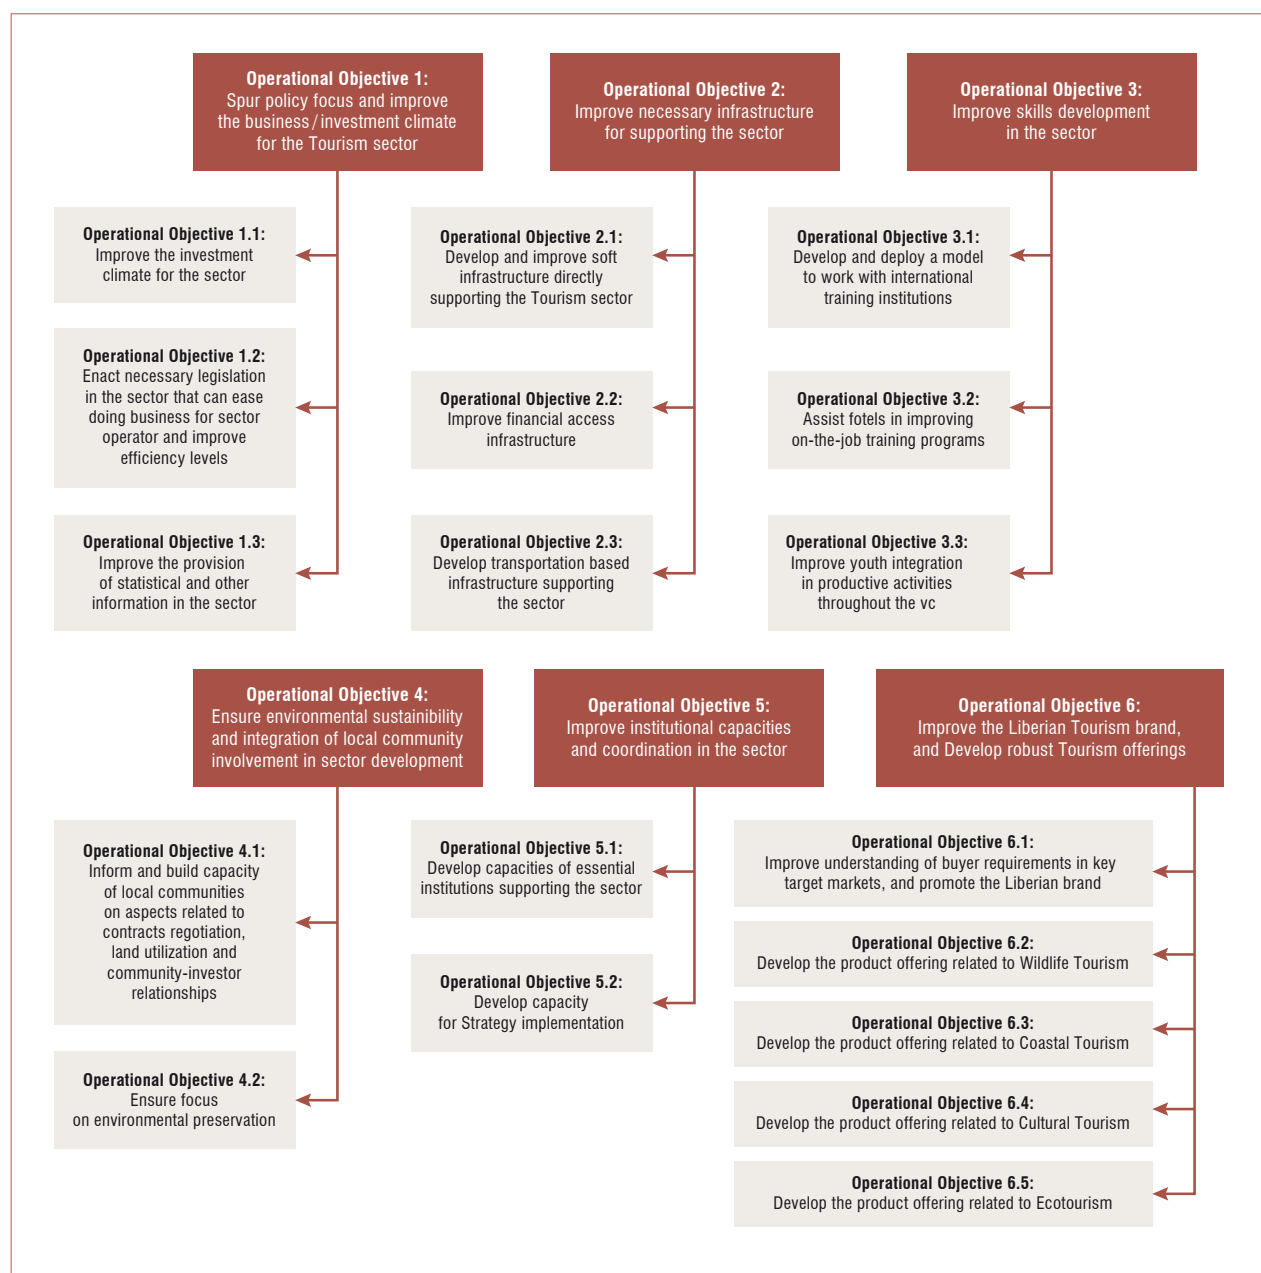 Operational Objective 1:
Spur policy focus and improve
the business/investment climate
for the Tourism sector
Operational Objective 2:
Improve necessary infrastructure
for supporting the sector
Operational Objective 3:
Improve skills development
in the sector
Operational Objective 1.1:
Improve the investment
climate for the sector
Operational Objective 2.1:
Develop and improve soft
infrastructure directly
supporting the Tourism sector
Operational Objective 3.1:
Develop and deploy a model
to work with international
training institutions
Operational Objective 1.2:
Enact necessary legislation
in the sector that can ease
doing business for sector
operator and improve
efficiency levels
Operational Objective 2.2:
Improve financial access
infrastructure
Operational Objective 3.2:
Assist fotels in improving
on-the-job training programs
Operational Objective 1.3:
Improve the provision
of statistical and other
information in the sector
Operational Objective 2.3:
Develop transportation based
infrastructure supporting
the sector
Operational Objective 3.3:
Improve youth integration
in productive activities
throughout the vc
Operational Objective 4:
Ensure environmental sustainibility
and integration of local community
involvement in sector development
Operational Objective 5:
Improve institutional capacities
and coordination in the sector
Operational Objective 6:
Improve the Liberian Tourism brand,
and Develop robust Tourism offerings
Operational Objective 4.1:
Inform and build capacity
of local communities
on aspects related to
contracts regotiation,
land utilization and
community-investor
relationships
Operational Objective 4.2:
Ensure focus
on environmental preservation
Operational Objective 5.1:
Develop capacities of essential
institutions supporting the sector
Operational Objective 5.2:
Develop capacity
for Strategy implementation
Operational Objective 6.1:
Improve understanding of buyer requirements in key
target markets, and promote the Liberian brand
Operational Objective 6.2:
Develop the product offering related to Wildlife Tourism
Operational Objective 6.3:
Develop the product offering related to Coastal Tourism
Operational Objective 6.4:
Develop the product offering related to Cultural Tourism
Operational Objective 6.5:
Develop the product offering related to Ecotourism